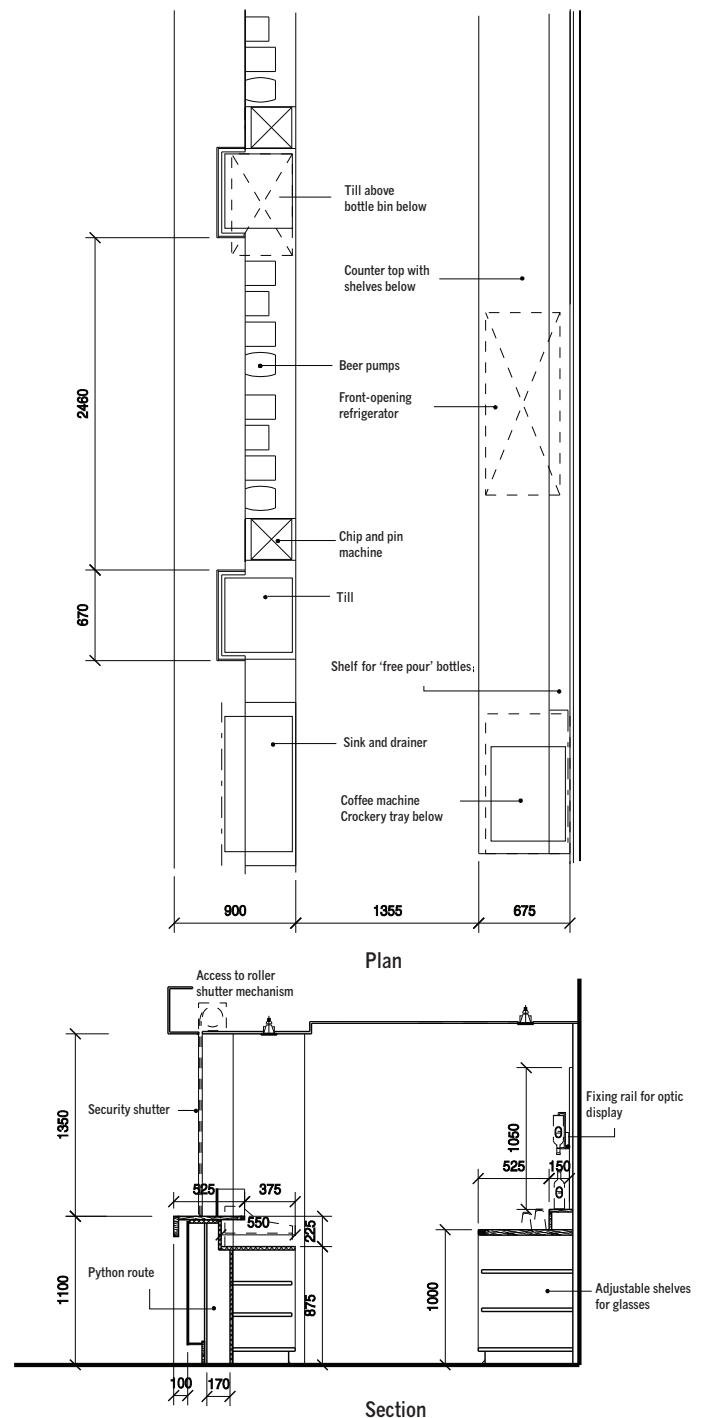 Till above
bottle bin below
Counter top with
shelves below
2460
Beer pumps
Front-opening
refrigerator
Chip and pin
machine
670
Till
Shelf for ‘free pour’ bottles
Sink and drainer
Coffee machine
Crockery tray below
900
1355
675
Plan
Access to roller
shutter mechanism
1350
Security shutter
Fixing rail for optic
display
1050
525
150
525
375
550
225
Python route
1100
875
1000
Adjustable shelves
for glasses
100
170
Section